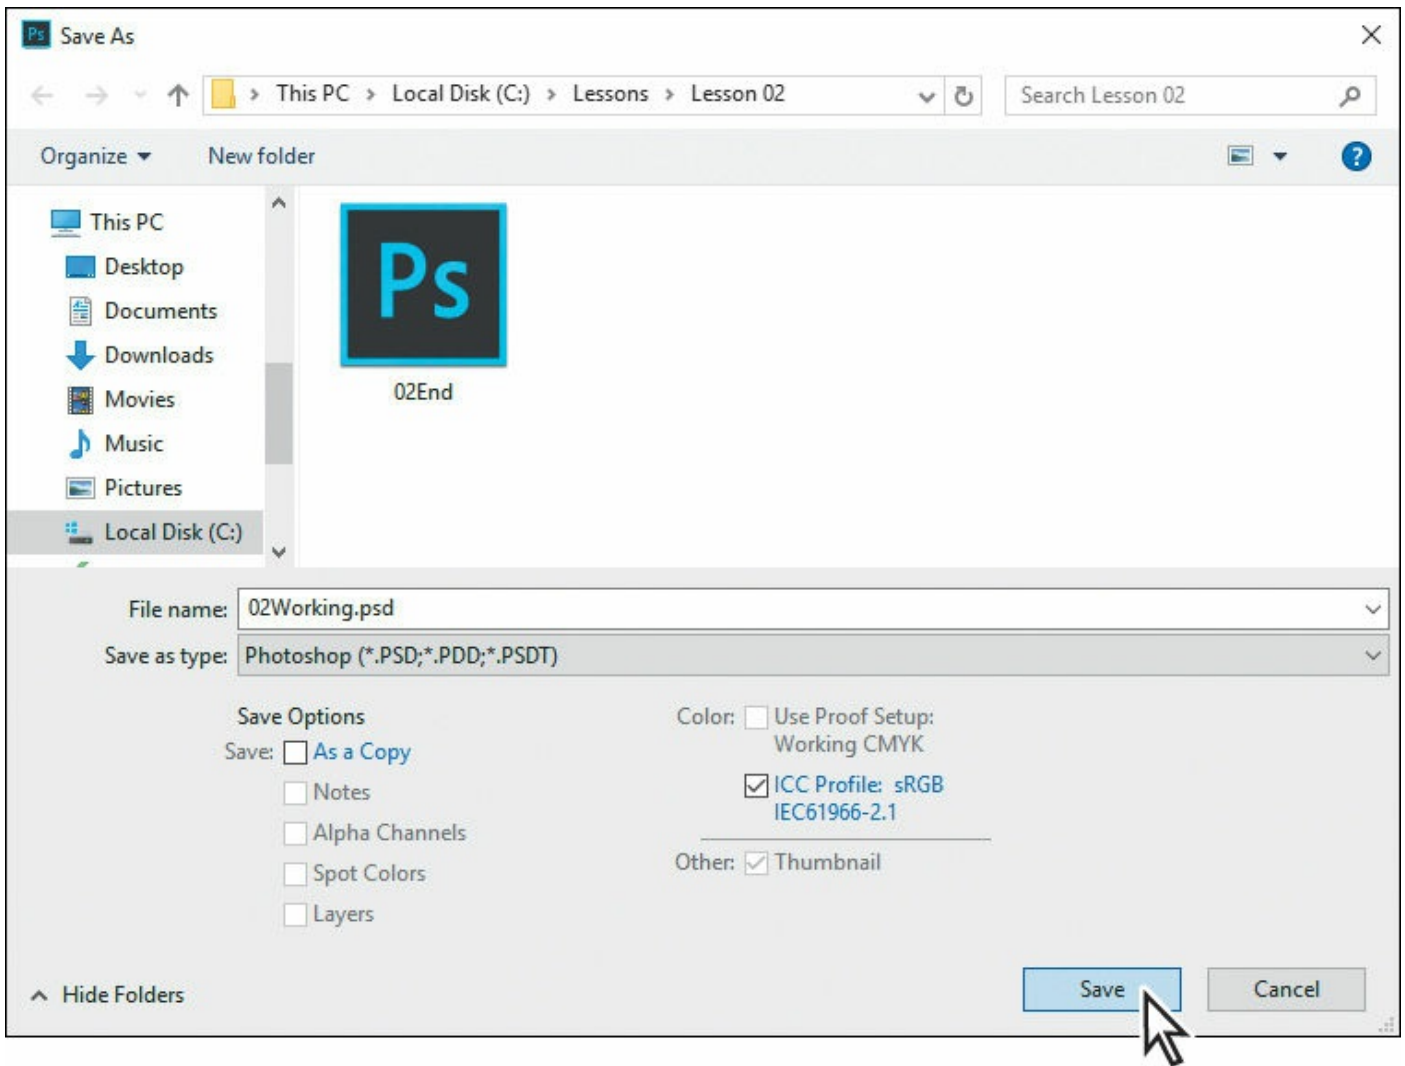 Ps Save As
This PC > Local Disk (C:) > Lessons > Lesson 02
Search Lesson 02
Organize
New folder
?
This PC
Desktop
Documents
Downloads
Movies
Music
Pictures
Local Disk (C:)
Ps
02End
File name: 02Working.psd
Save as type: Photoshop (*.PSD;*.PDD;*.PSDT)
Save Options
Save: As a Copy
Notes
Alpha Channels
Spot Colors
Layers
Color: Use Proof Setup:
Working CMYK
ICC Profile: sRGB
IEC61966-2.1
Other: Thumbnail
Hide Folders
Save
Cancel